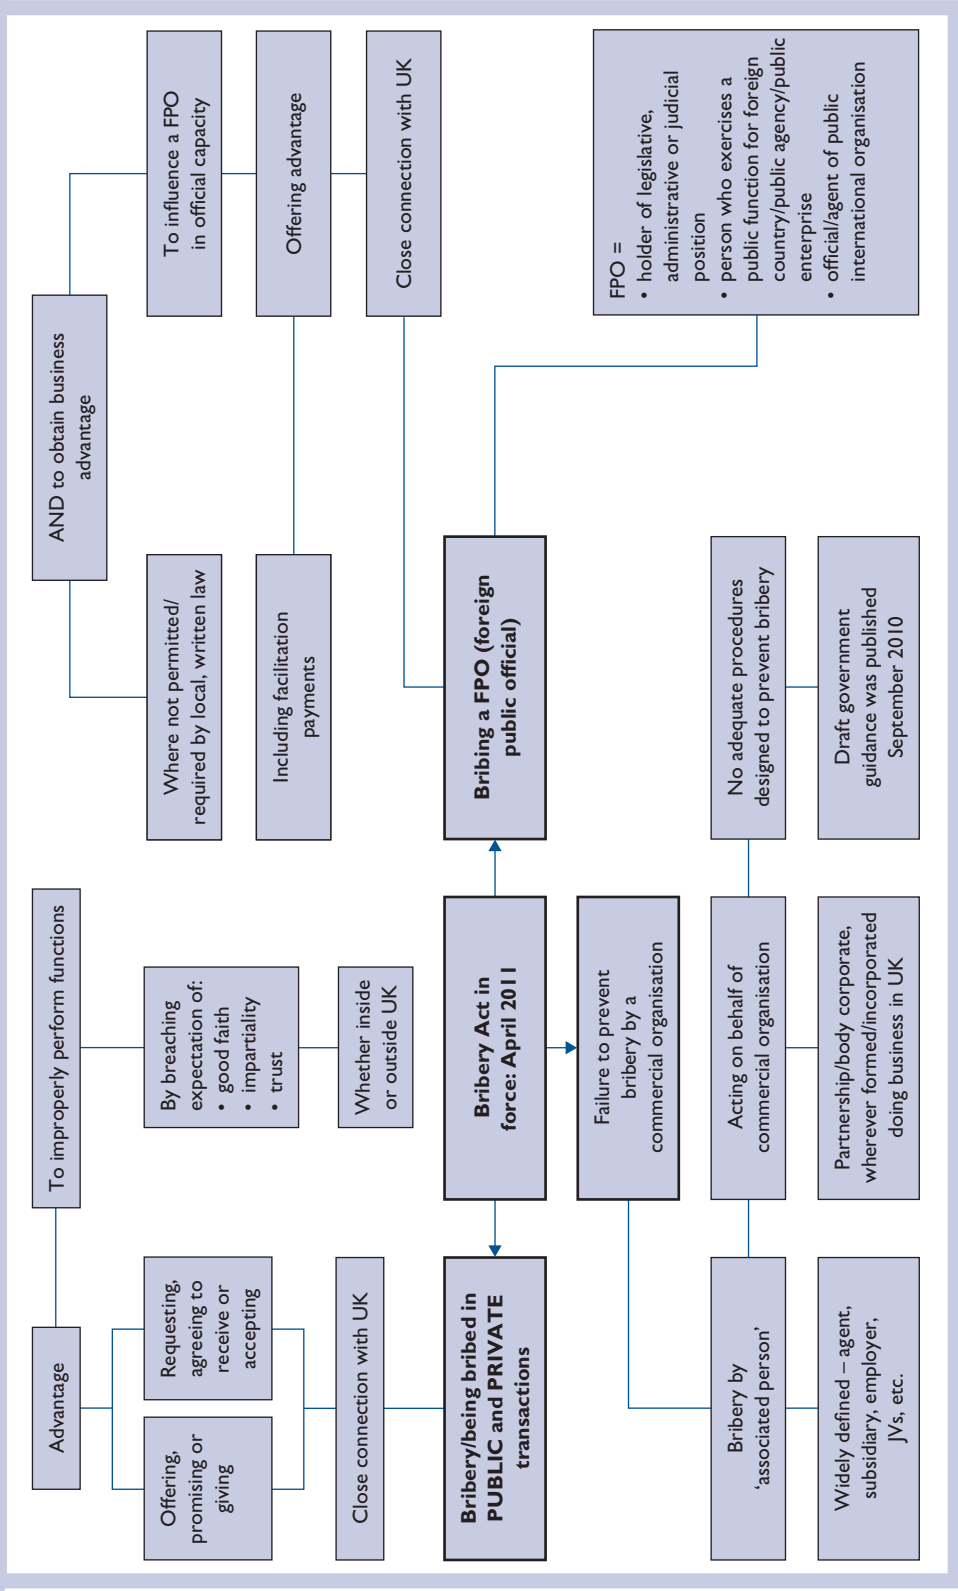 Advantage
To improperly perform functions
Offering,
promising or
giving
Requesting,
agreeing to
receive or
accepting
By breaching
expectation of:
• good faith
• impartiality
• trust
Close connection with UK
Whether inside
or outside UK
AND to obtain business
advantage
Where not permitted/
required by local, written law
To influence a FPO
in official capacity
Including facilitation
payments
Offering advantage
Close connection with UK
Bribery/being bribed in
PUBLIC and PRIVATE
transactions
Bribery Act in
force: April 2011
Bribing a FPO (foreign
public official)
Failure to prevent
bribery by a
commercial organisation
FPO =
• holder of legislative,
administrative or judicial
position
• person who exercises a
public function for foreign
country/public agency/public
enterprise
• official/agent of public
international organisation
Bribery by
‘associated person’
Acting on behalf of
commercial organisation
No adequate procedures
designed to prevent bribery
Widely defined – agent,
subsidiary, employer,
JVs, etc.
Partnership/body corporate,
wherever formed/incorporated
doing business in UK
Draft government
guidance was published
September 2010